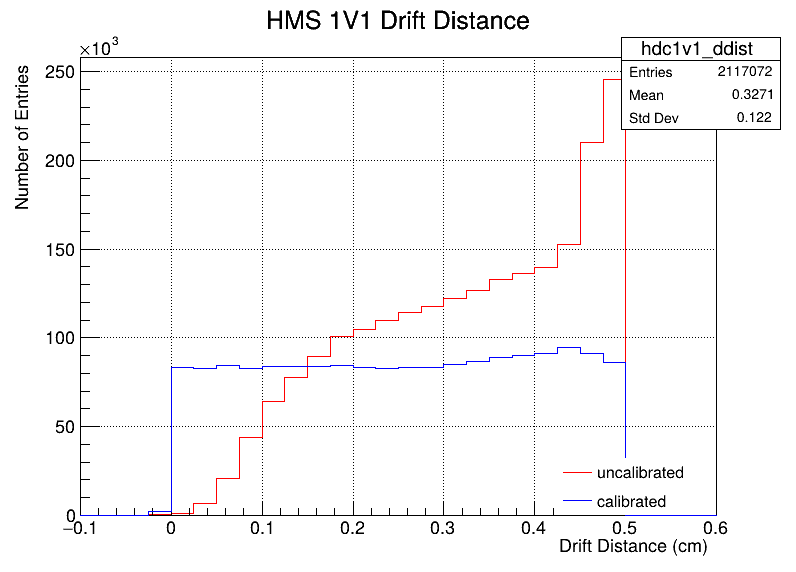 HMS 1V1 Drift Distance
×10³
hdc1v1_ddist
Entries 2117072
Mean 0.3271
Std Dev 0.122
Number of Entries
250
200
150
100
50
0
uncalibrated
calibrated
−0.1 0 0.1 0.2 0.3 0.4 0.5 0.6
Drift Distance (cm)